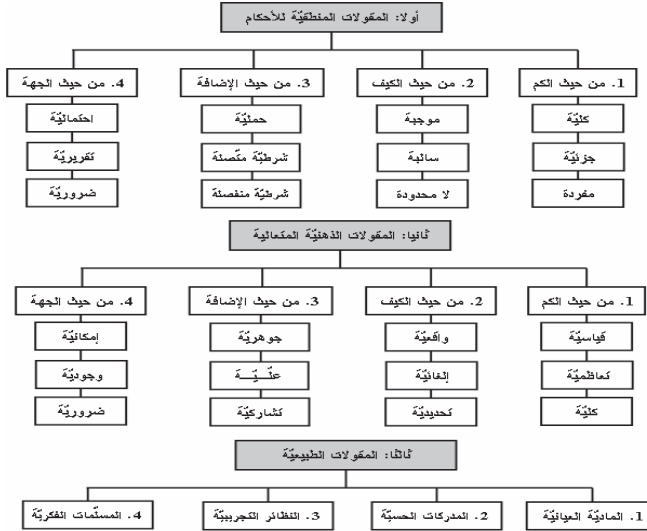 أولا: المقولات المنطقيّة للأحكام
1. من حيث الكم
2. من حيث الكيف
3. من حيث الإضافة
4. من حيث الجهة
كليّة
موجبة
حمليّة
احتماليّة
جزئيّة
سالبة
شرطيّة متّصلة
تقريريّة
مفردة
لا محدودة
شرطيّة منفصلة
ضروريّة
ثانيا: المقولات الذهنيّة المتعالية
1. من حيث الكم
2. من حيث الكيف
3. من حيث الإضافة
4. من حيث الجهة
قياسيّة
واقعيّة
جوهريّة
إمكانيّة
تعاظميّة
إلغائيّة
علّـيّـــة
وجوديّة
كليّة
تحديديّة
تشاركيّة
ضروريّة
ثالثا: المقولات الطبيعيّة
1. الماديّة العيانيّة
2. المدركات الحسيّة
3. النظائر التجريبيّة
4. المسلّمات الفكريّة